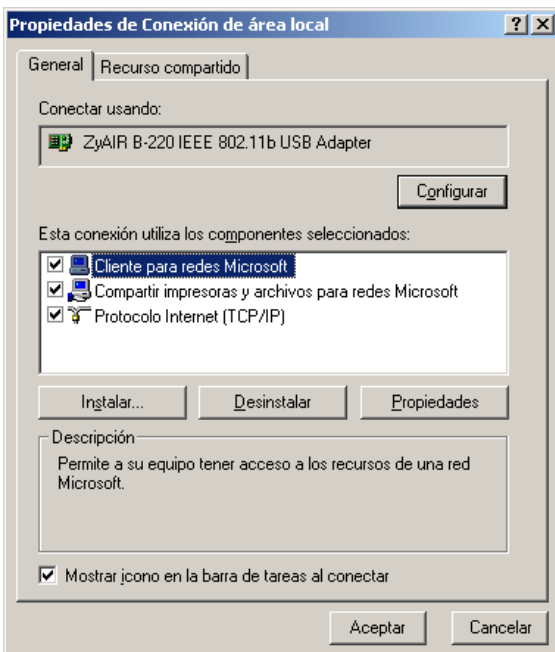 Propiedades de Conexión de área local
General
Recurso compartido
Conectar usando:
ZyAIR B-220 IEEE 802.11b USB Adapter
Configurar
Esta conexión utiliza los componentes seleccionados:
Cliente para redes Microsoft
Compartir impresoras y archivos para redes Microsoft
Protocolo Internet (TCP/IP)
Instalar...
Desinstalar
Propiedades
Descripción
Permite a su equipo tener acceso a los recursos de una red
Microsoft.
Mostrar icono en la barra de tareas al conectar
Aceptar
Cancelar